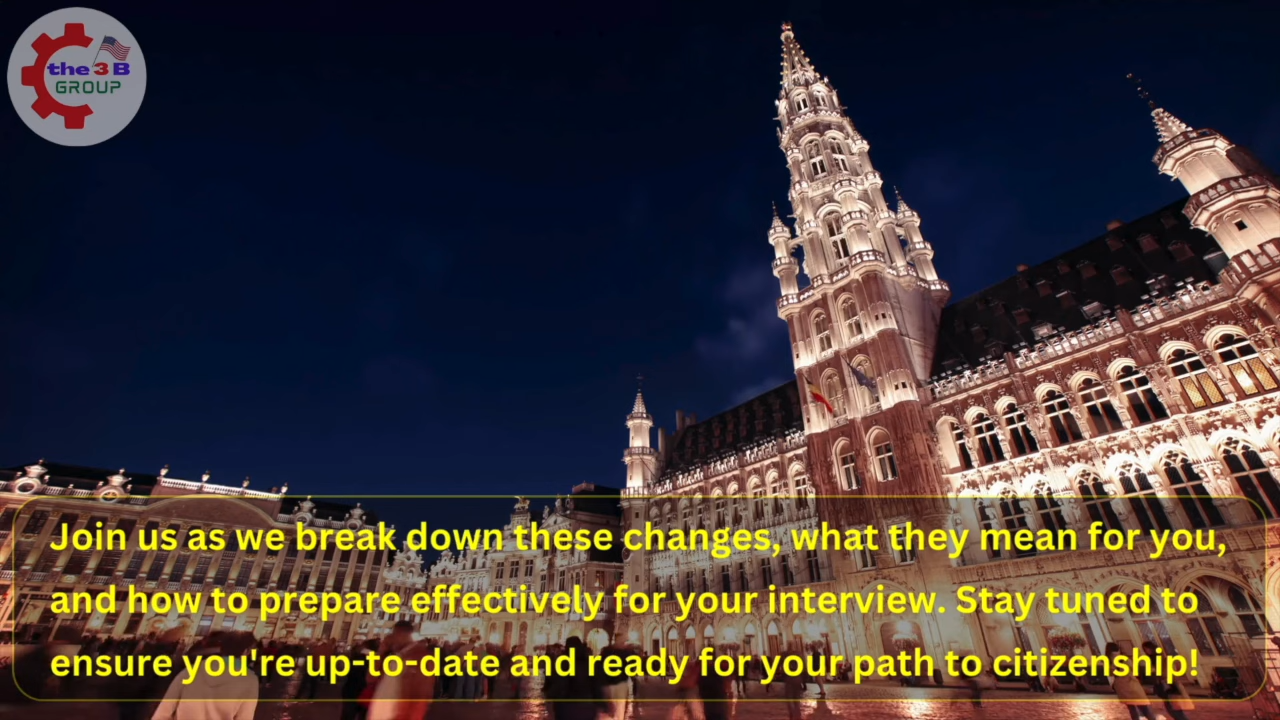 the 3 B
GROUP
Join us as we break down these changes, what they mean for you,
and how to prepare effectively for your interview. Stay tuned to
ensure you're up-to-date and ready for your path to citizenship!